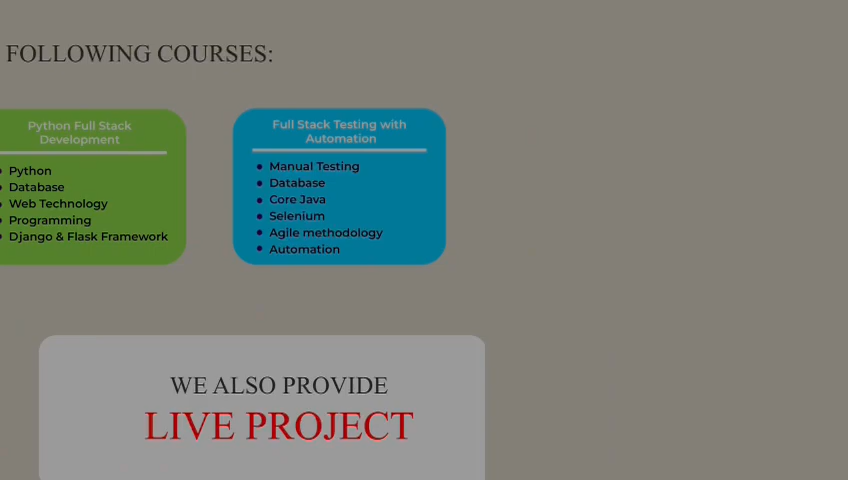 FOLLOWING COURSES:
Python Full Stack
Development
• Python
• Database
• Web Technology
• Programming
• Django & Flask Framework
Full Stack Testing with
Automation
• Manual Testing
• Database
• Core Java
• Selenium
• Agile methodology
• Automation
WE ALSO PROVIDE
LIVE PROJECT